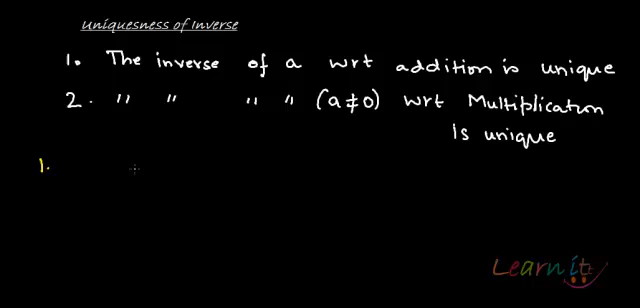 Uniquesness of Inverse
1. The inverse of a wrt addition is unique
2. " " " " (a≠0) wrt Multiplication
is unique
1.
Learnit